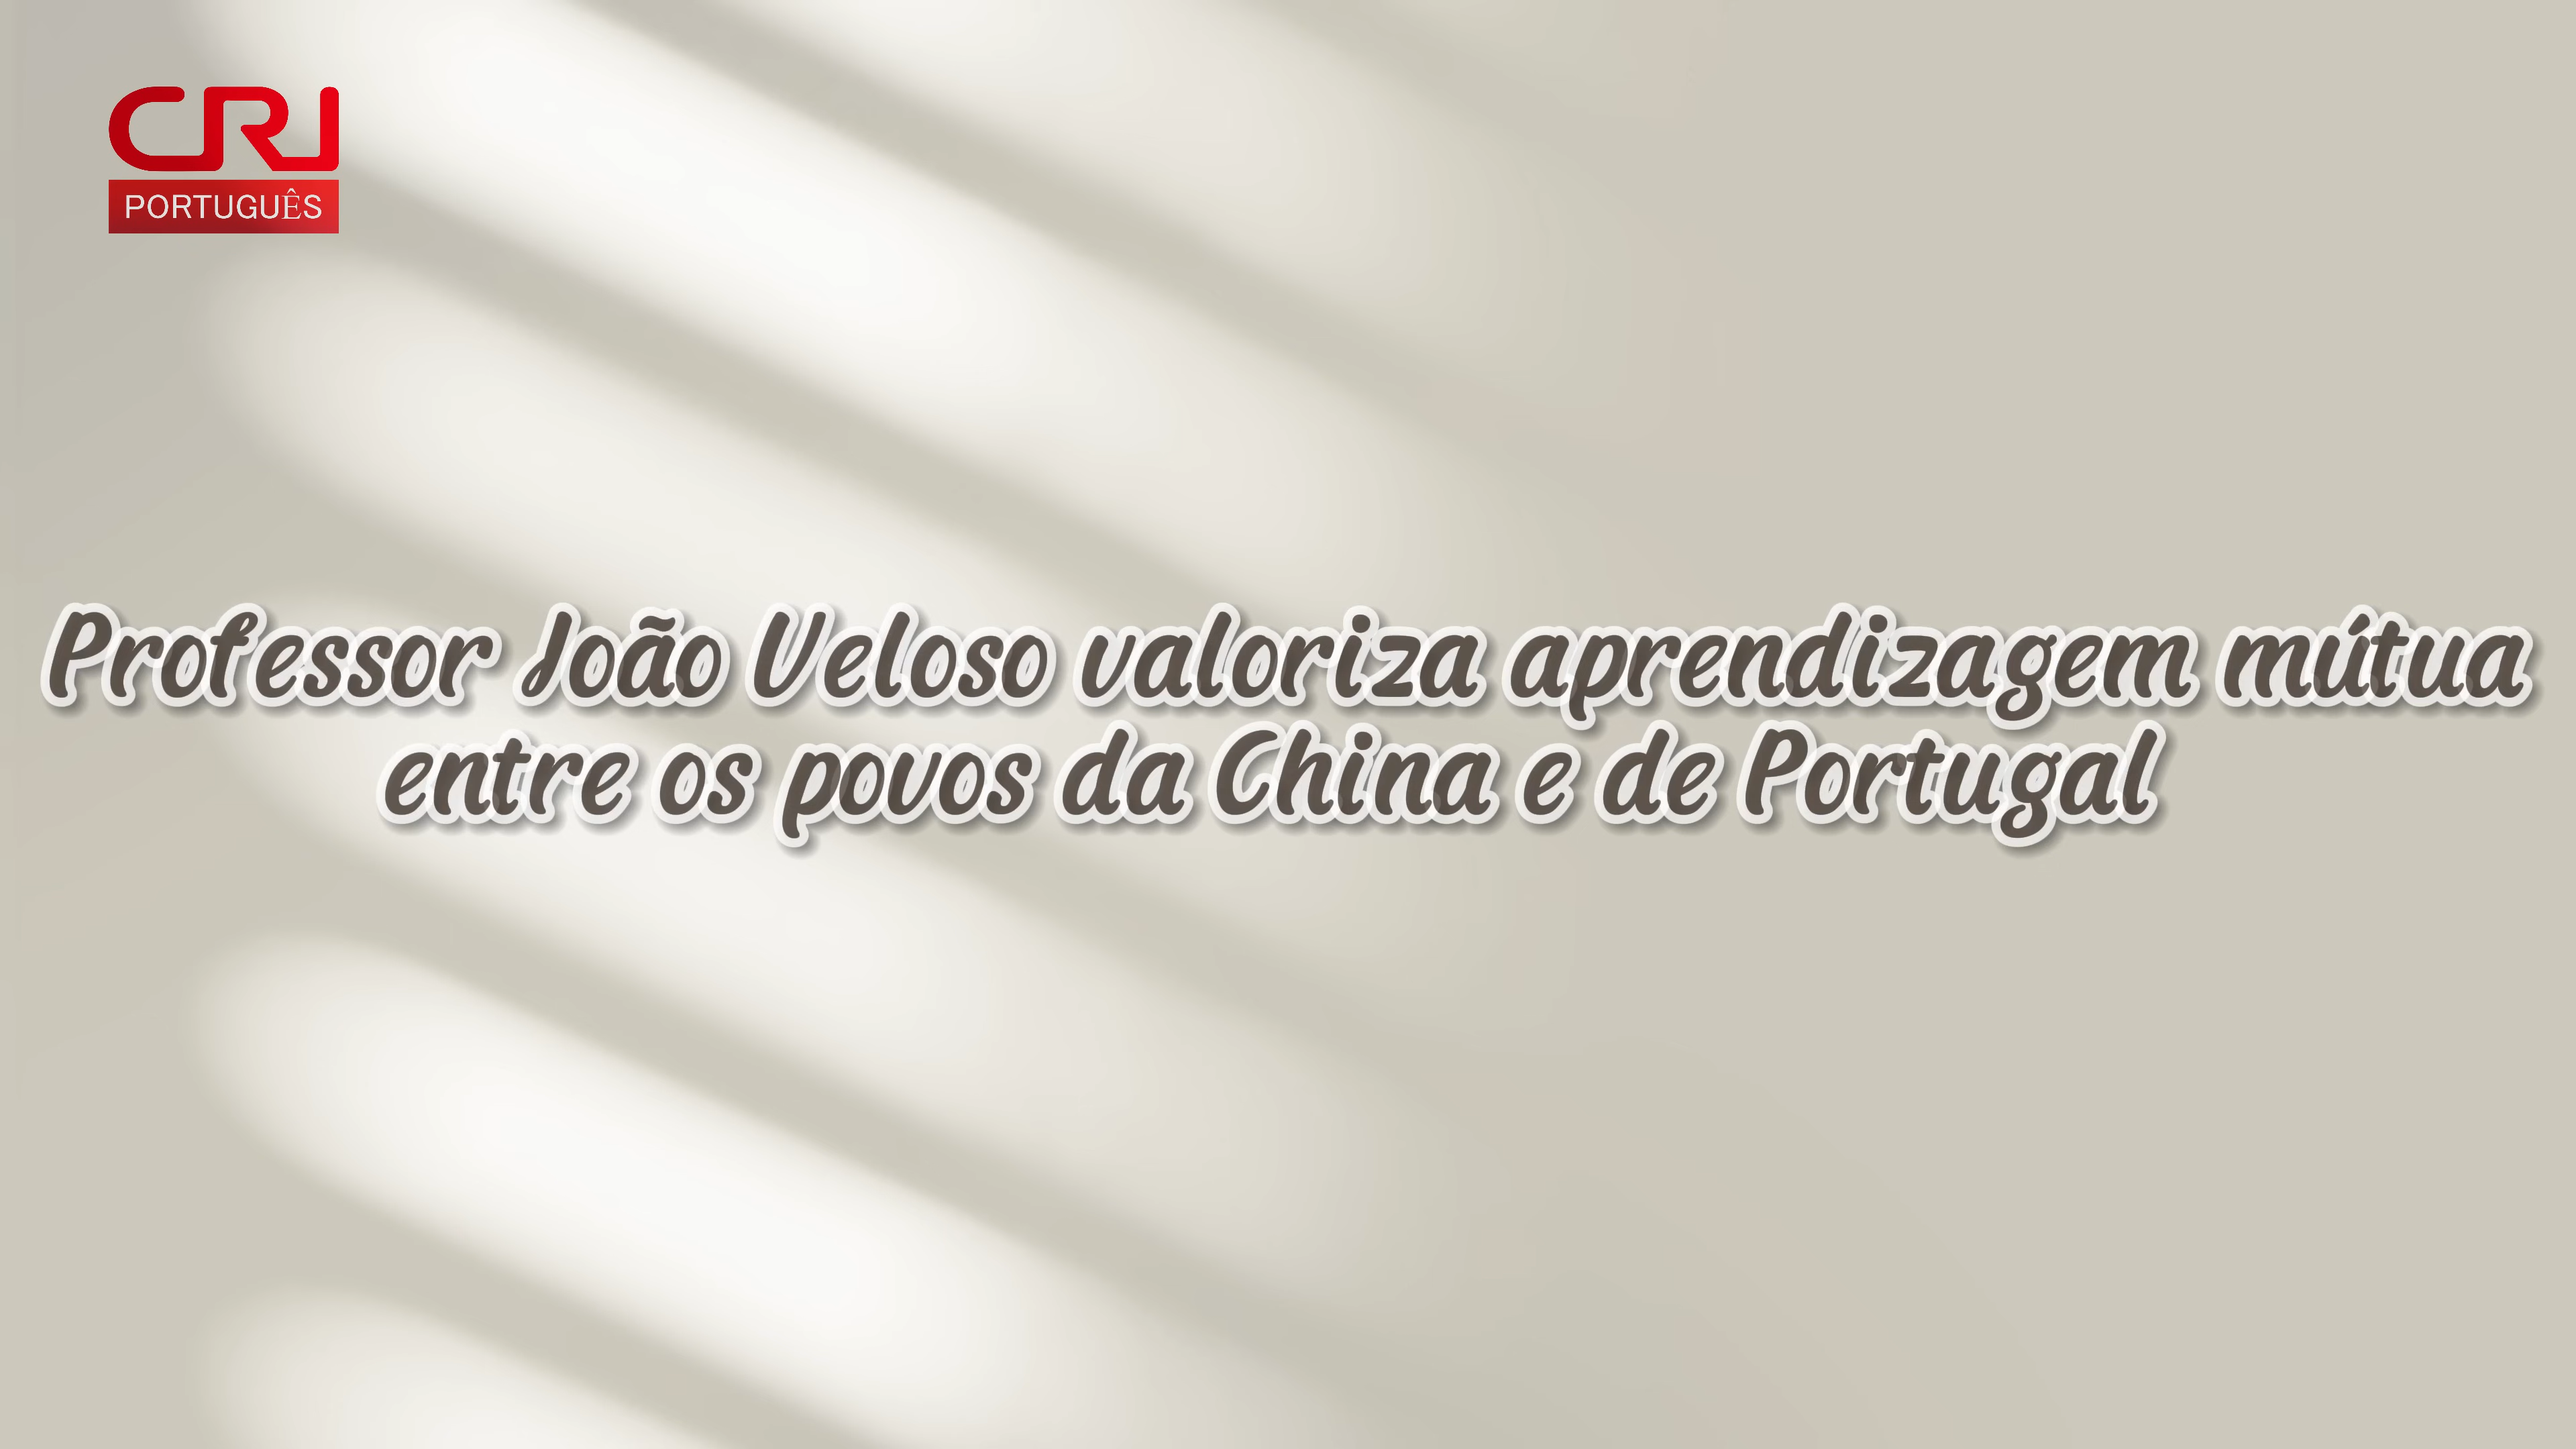 CRI
PORTUGUÊS
Professor João Veloso valoriza aprendizagem mútua
entre os povos da China e de Portugal